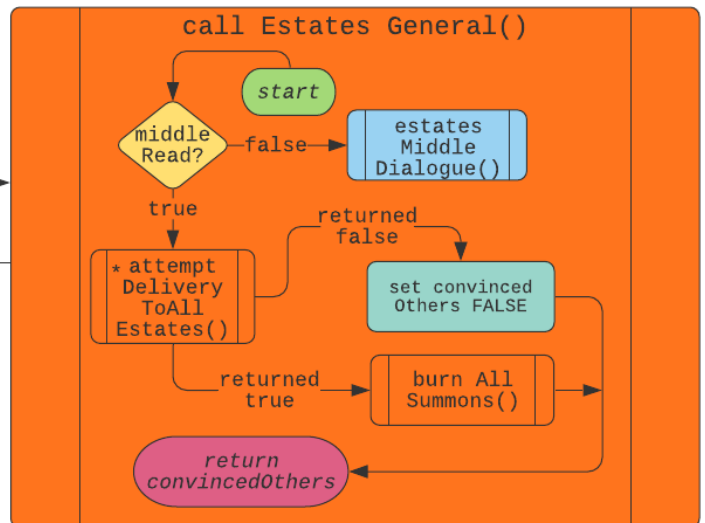 call Estates General()
start
middle
Read?
false
estates
Middle
Dialogue()
true
returned
false
* attempt
Delivery
ToAll
Estates()
set convinced
Others FALSE
returned
true
burn All
Summons()
return
convincedOthers